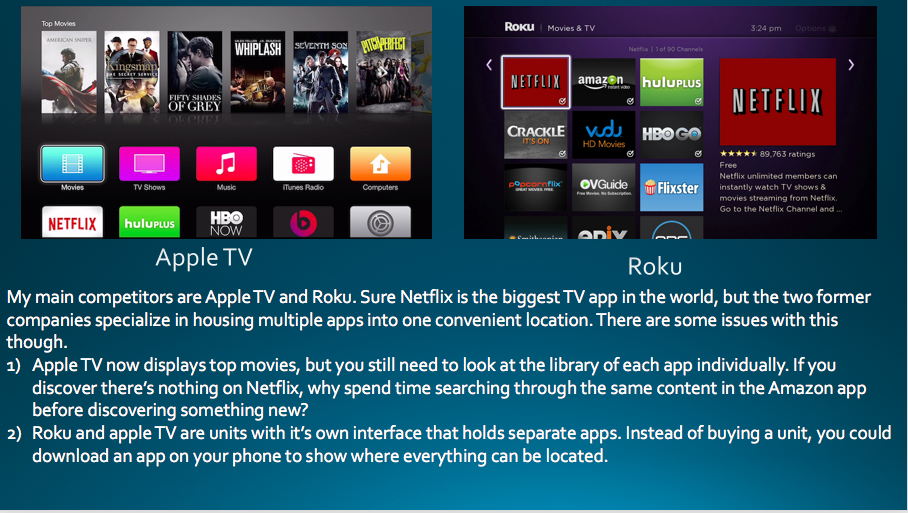 Top Movies
AMERICAN SNIPER
Kingsman
THE SECRET SERVICE
FIFTY SHADES
OF GREY
WHIPLASH
SEVENTH SON
PITCH PERFECT
Movies
TV Shows
Music
iTunes Radio
Computers
NETFLIX
huluPLUS
HBO
NOW
Roku | Movies & TV
3:24 pm
Options
Netflix | 1 of 80 Channels
NETFLIX
amazon
instant video
huluPLUS
NETFLIX
CRACKLE
IT'S ON
vudu
HD Movies
HBO GO
popcornflix
OVGuide
Free Movies. No Subscription.
Flixster
Smithsonian
epix
89,763 ratings
Free
Netflix unlimited members can
instantly watch TV shows &
movies streaming from Netflix.
Go to the Netflix Channel and ...
Apple TV
Roku
My main competitors are Apple TV and Roku. Sure Netflix is the biggest TV app in the world, but the two former
companies specialize in housing multiple apps into one convenient location. There are some issues with this
though.
1) Apple TV now displays top movies, but you still need to look at the library of each app individually. If you
discover there's nothing on Netflix, why spend time searching through the same content in the Amazon app
before discovering something new?
2) Roku and apple TV are units with it's own interface that holds separate apps. Instead of buying a unit, you could
download an app on your phone to show where everything can be located.